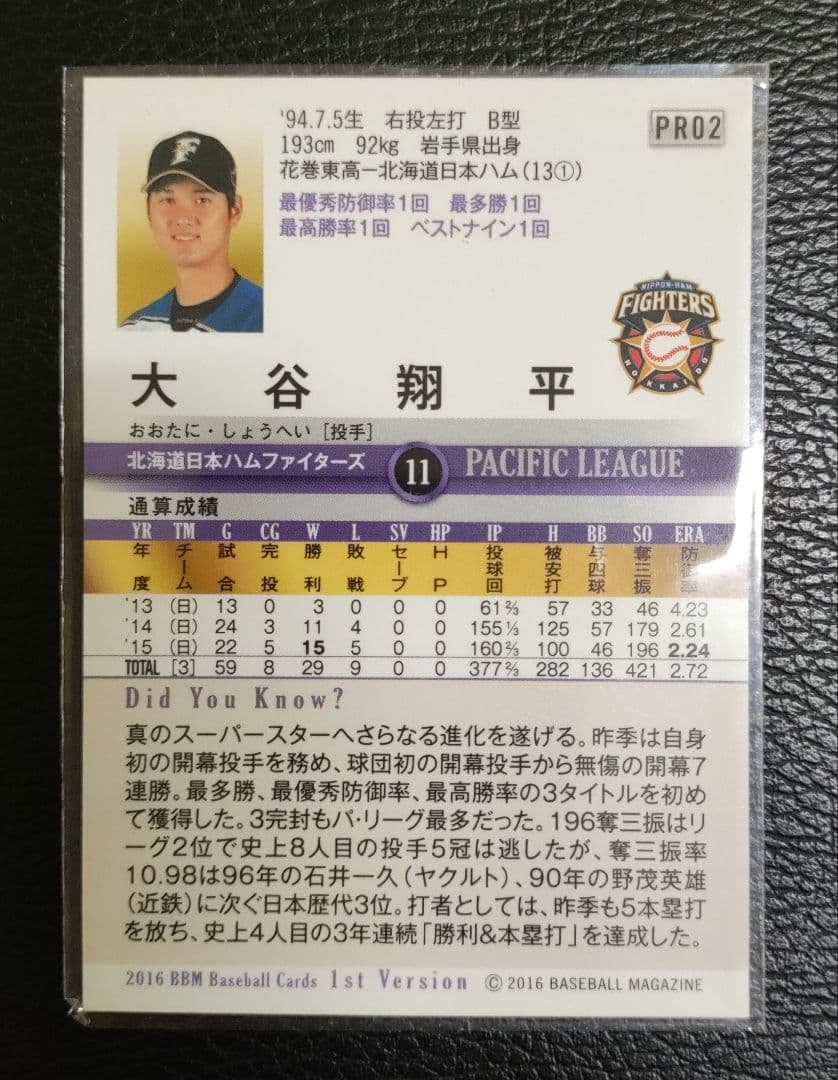 '94.7.5生 右投左打 B型
PR02
193cm 92kg 岩手県出身
花巻東高－北海道日本ハム(13①)
最優秀防御率1回 最多勝1回
最高勝率1回 ベストナイン1回
NIPPON-HAM
FIGHTERS
HOKKAIDO
大谷翔平
おおたに・しょうへい [投手]
北海道日本ハムファイターズ 11 PACIFIC LEAGUE
通算成績
YR TM G CG W L SV HP IP H BB SO ERA
年度 チーム 試合 完投 勝利 敗戦 セーブ HP 投球回 被安打 与四球 奪三振 防御率
'13 (日) 13 0 3 0 0 0 61 2/3 57 33 46 4.23
'14 (日) 24 3 11 4 0 0 155 1/3 125 57 179 2.61
'15 (日) 22 5 15 5 0 0 160 2/3 100 46 196 2.24
TOTAL [3] 59 8 29 9 0 0 377 2/3 282 136 421 2.72
Did You Know?
真のスーパースターへさらなる進化を遂げる。昨季は自身
初の開幕投手を務め、球団初の開幕投手から無傷の開幕7
連勝。最多勝、最優秀防御率、最高勝率の3タイトルを初め
て獲得した。3完封もパ・リーグ最多だった。196奪三振はリ
ーグ2位で史上8人目の投手5冠は逃したが、奪三振率
10.98は96年の石井一久(ヤクルト)、90年の野茂英雄
(近鉄)に次ぐ日本歴代3位。打者としては、昨季も5本塁打
を放ち、史上4人目の3年連続「勝利&本塁打」を達成した。
2016 BBM Baseball Cards 1st Version © 2016 BASEBALL MAGAZINE